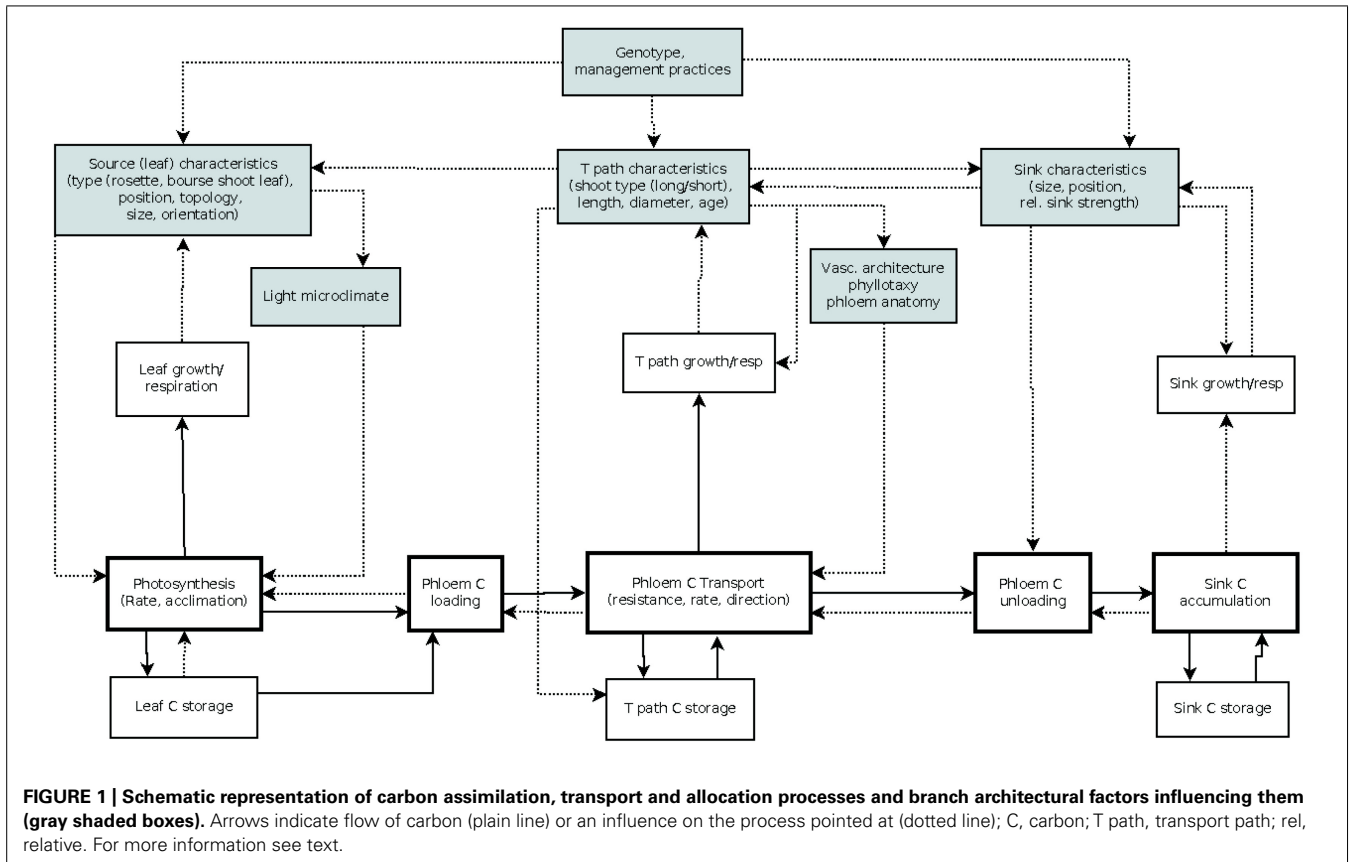 Genotype,
management practices
Source (leaf) characteristics
(type (rosette, bourse shoot leaf),
position, topology,
size, orientation)
T path characteristics
(shoot type (long/short),
length, diameter, age)
Sink characteristics
(size, position,
rel. sink strength)
Light microclimate
Vasc. architecture
phyllotaxy
phloem anatomy
Leaf growth/
respiration
T path growth/resp
Sink growth/resp
Photosynthesis
(Rate, acclimation)
Phloem C
loading
Phloem C Transport
(resistance, rate, direction)
Phloem C
unloading
Sink C
accumulation
Leaf C storage
T path C storage
Sink C storage
FIGURE 1 | Schematic representation of carbon assimilation, transport and allocation processes and branch architectural factors influencing them
(gray shaded boxes). Arrows indicate flow of carbon (plain line) or an influence on the process pointed at (dotted line); C, carbon; T path, transport path; rel,
relative. For more information see text.